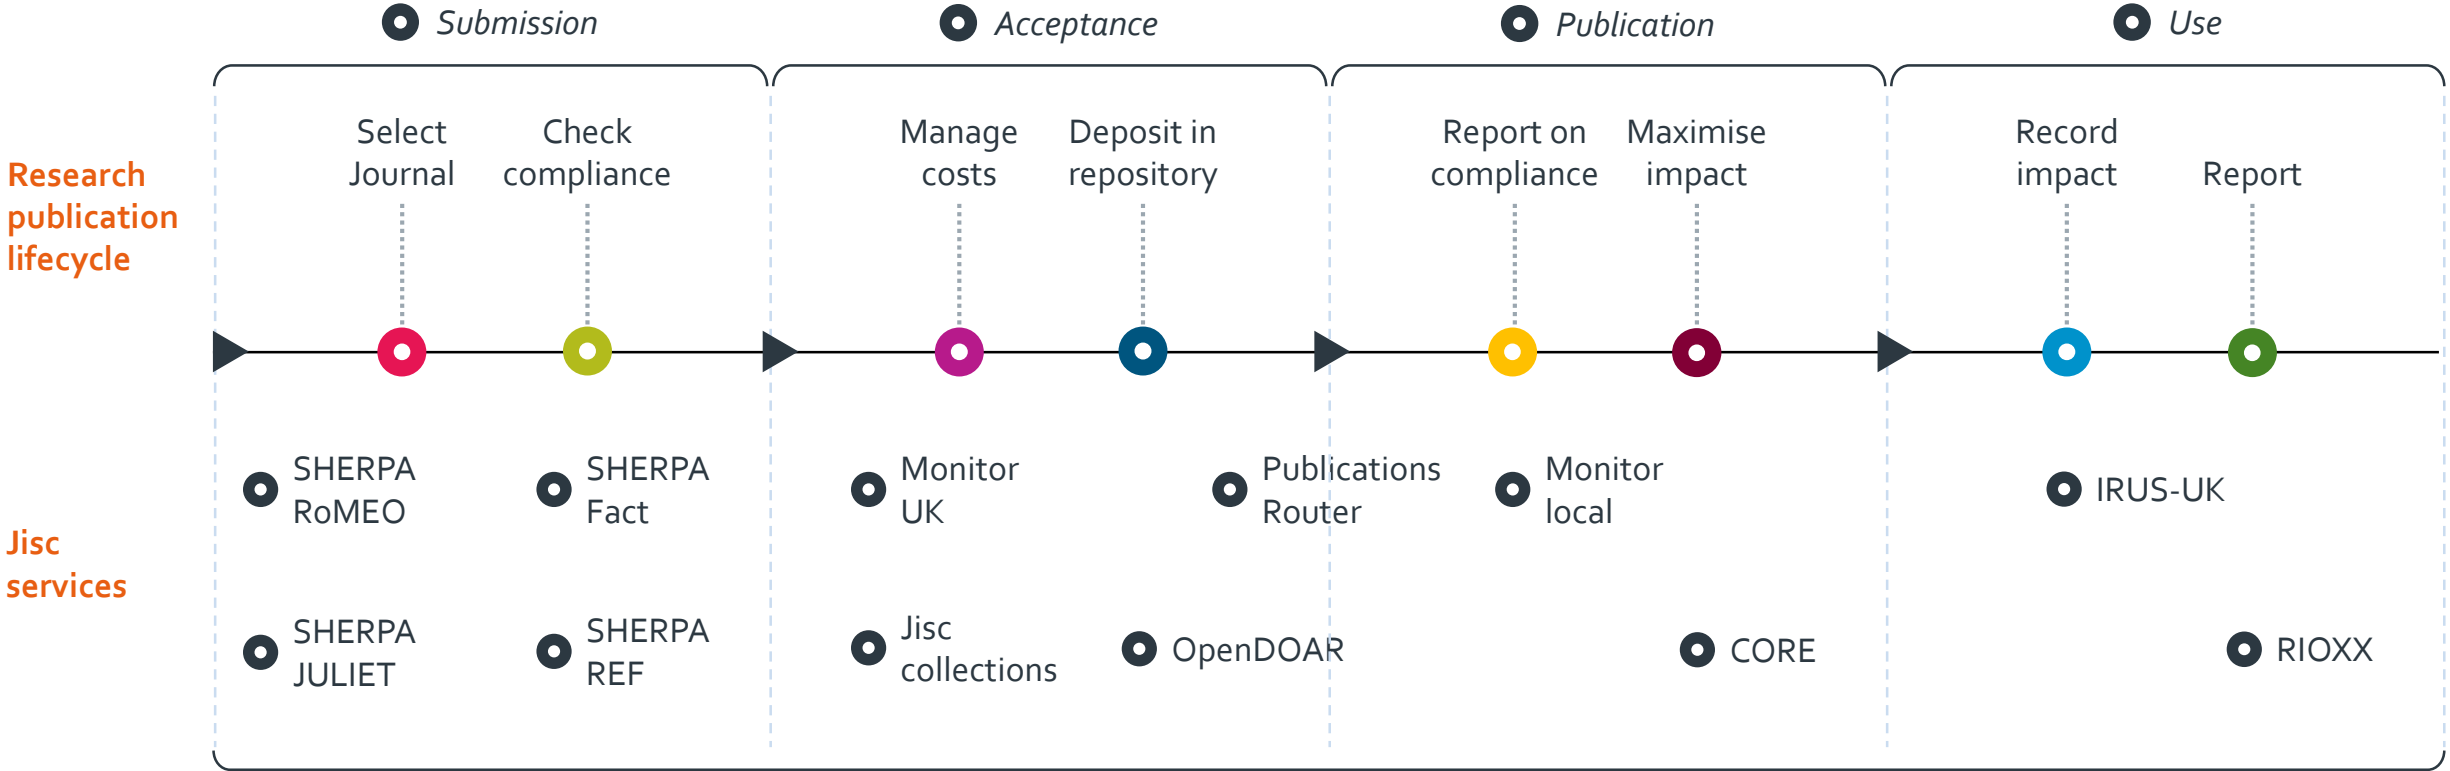 Submission
Acceptance
Publication
Use
Research
publication
lifecycle
Select
Journal
Check
compliance
Manage
costs
Deposit in
repository
Report on
compliance
Maximise
impact
Record
impact
Report
Jisc
services
SHERPA
RoMEO
SHERPA
Fact
Monitor
UK
Publications
Router
Monitor
local
IRUS-UK
SHERPA
JULIET
SHERPA
REF
Jisc
collections
OpenDOAR
CORE
RIOXX